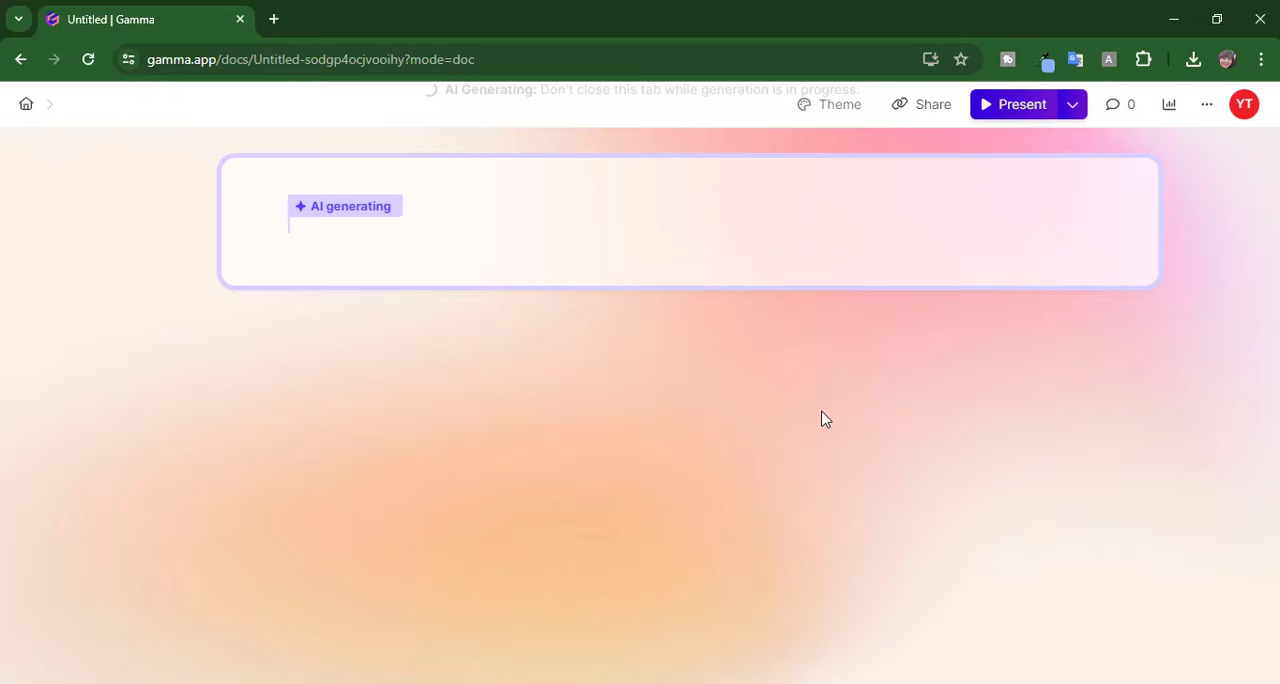 Untitled | Gamma
gamma.app/docs/Untitled-sodgp4ocjvooihy?mode=doc
AI Generating: Don't close this tab while generation is in progress.
Theme
Share
Present
0
YT
AI generating